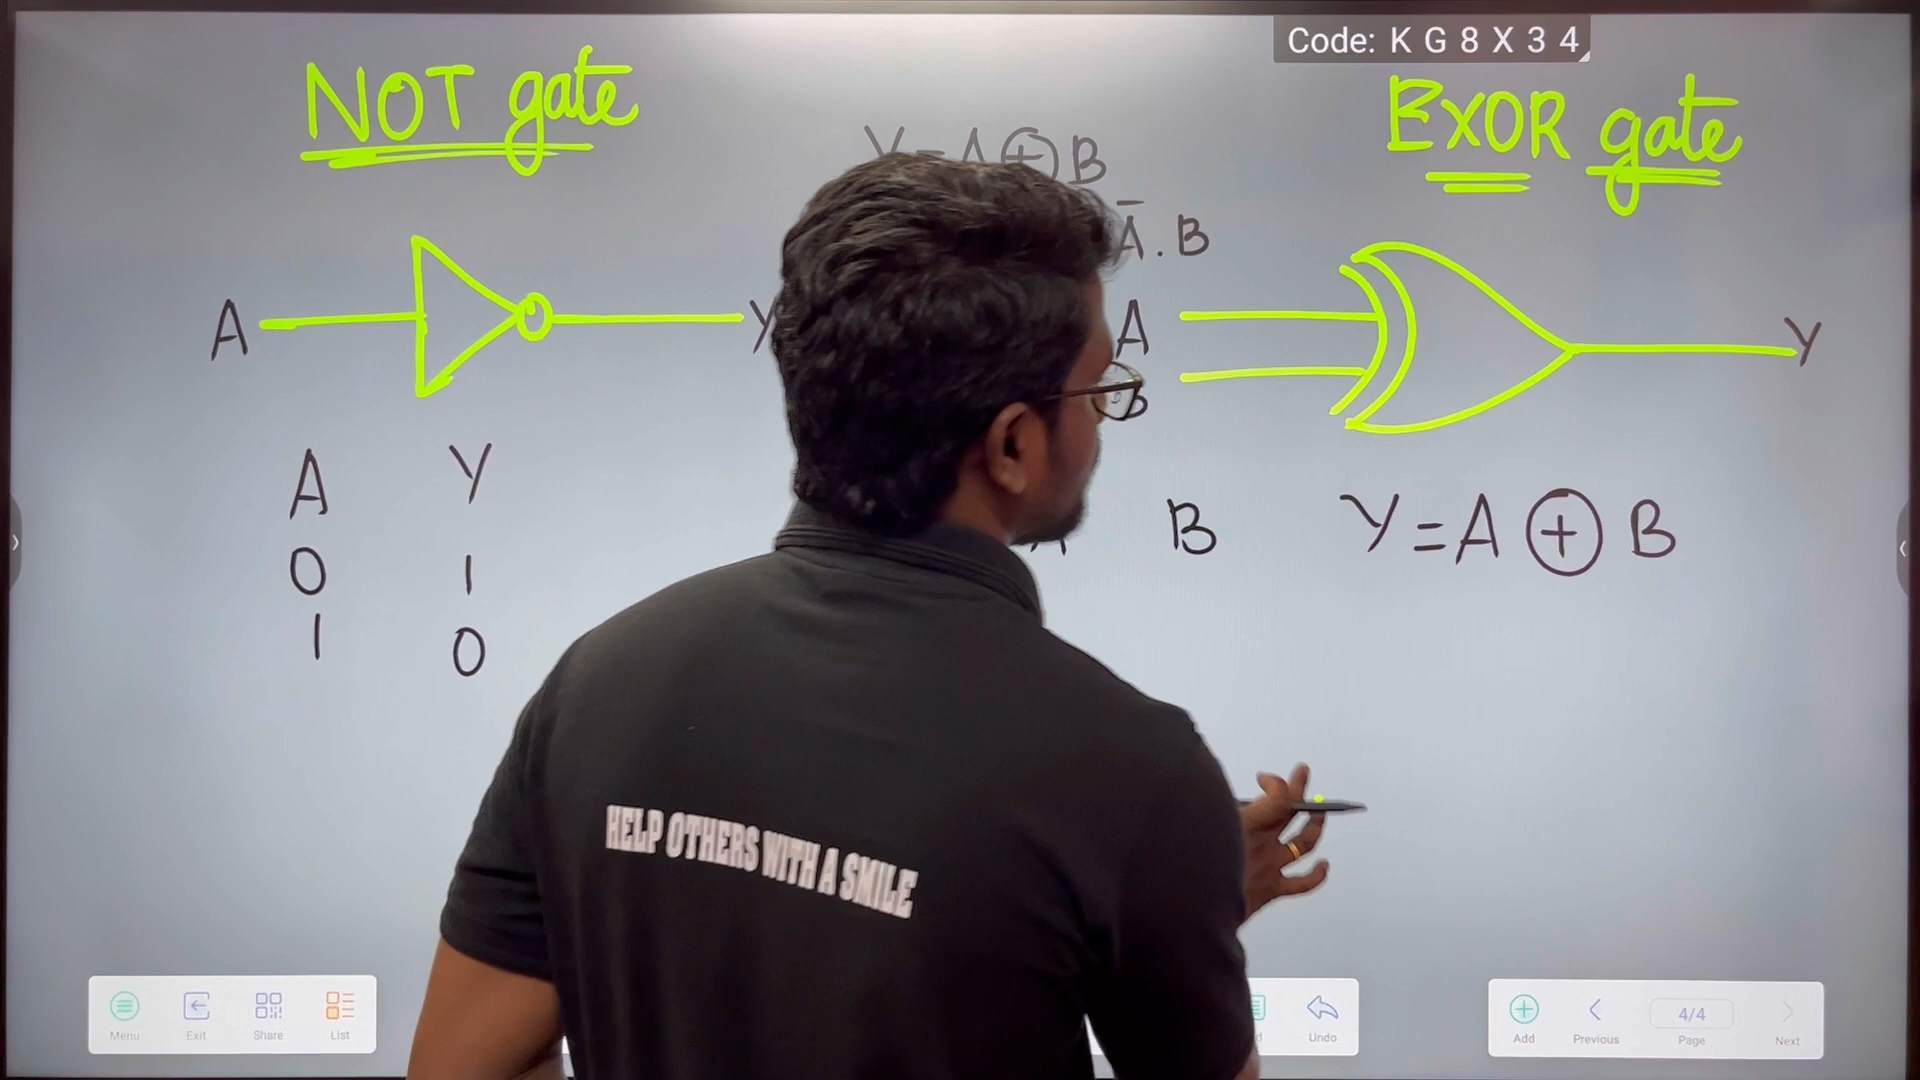 Code: K G 8 X 3 4
NOT gate
EXOR gate
Y = A ⊕ B
Ā . B
A
Y
A
B
Y
A Y
0 1
1 0
A B Y = A ⊕ B
HELP OTHERS WITH A SMILE
Menu Exit Share List
Undo
Add Previous 4/4 Page Next